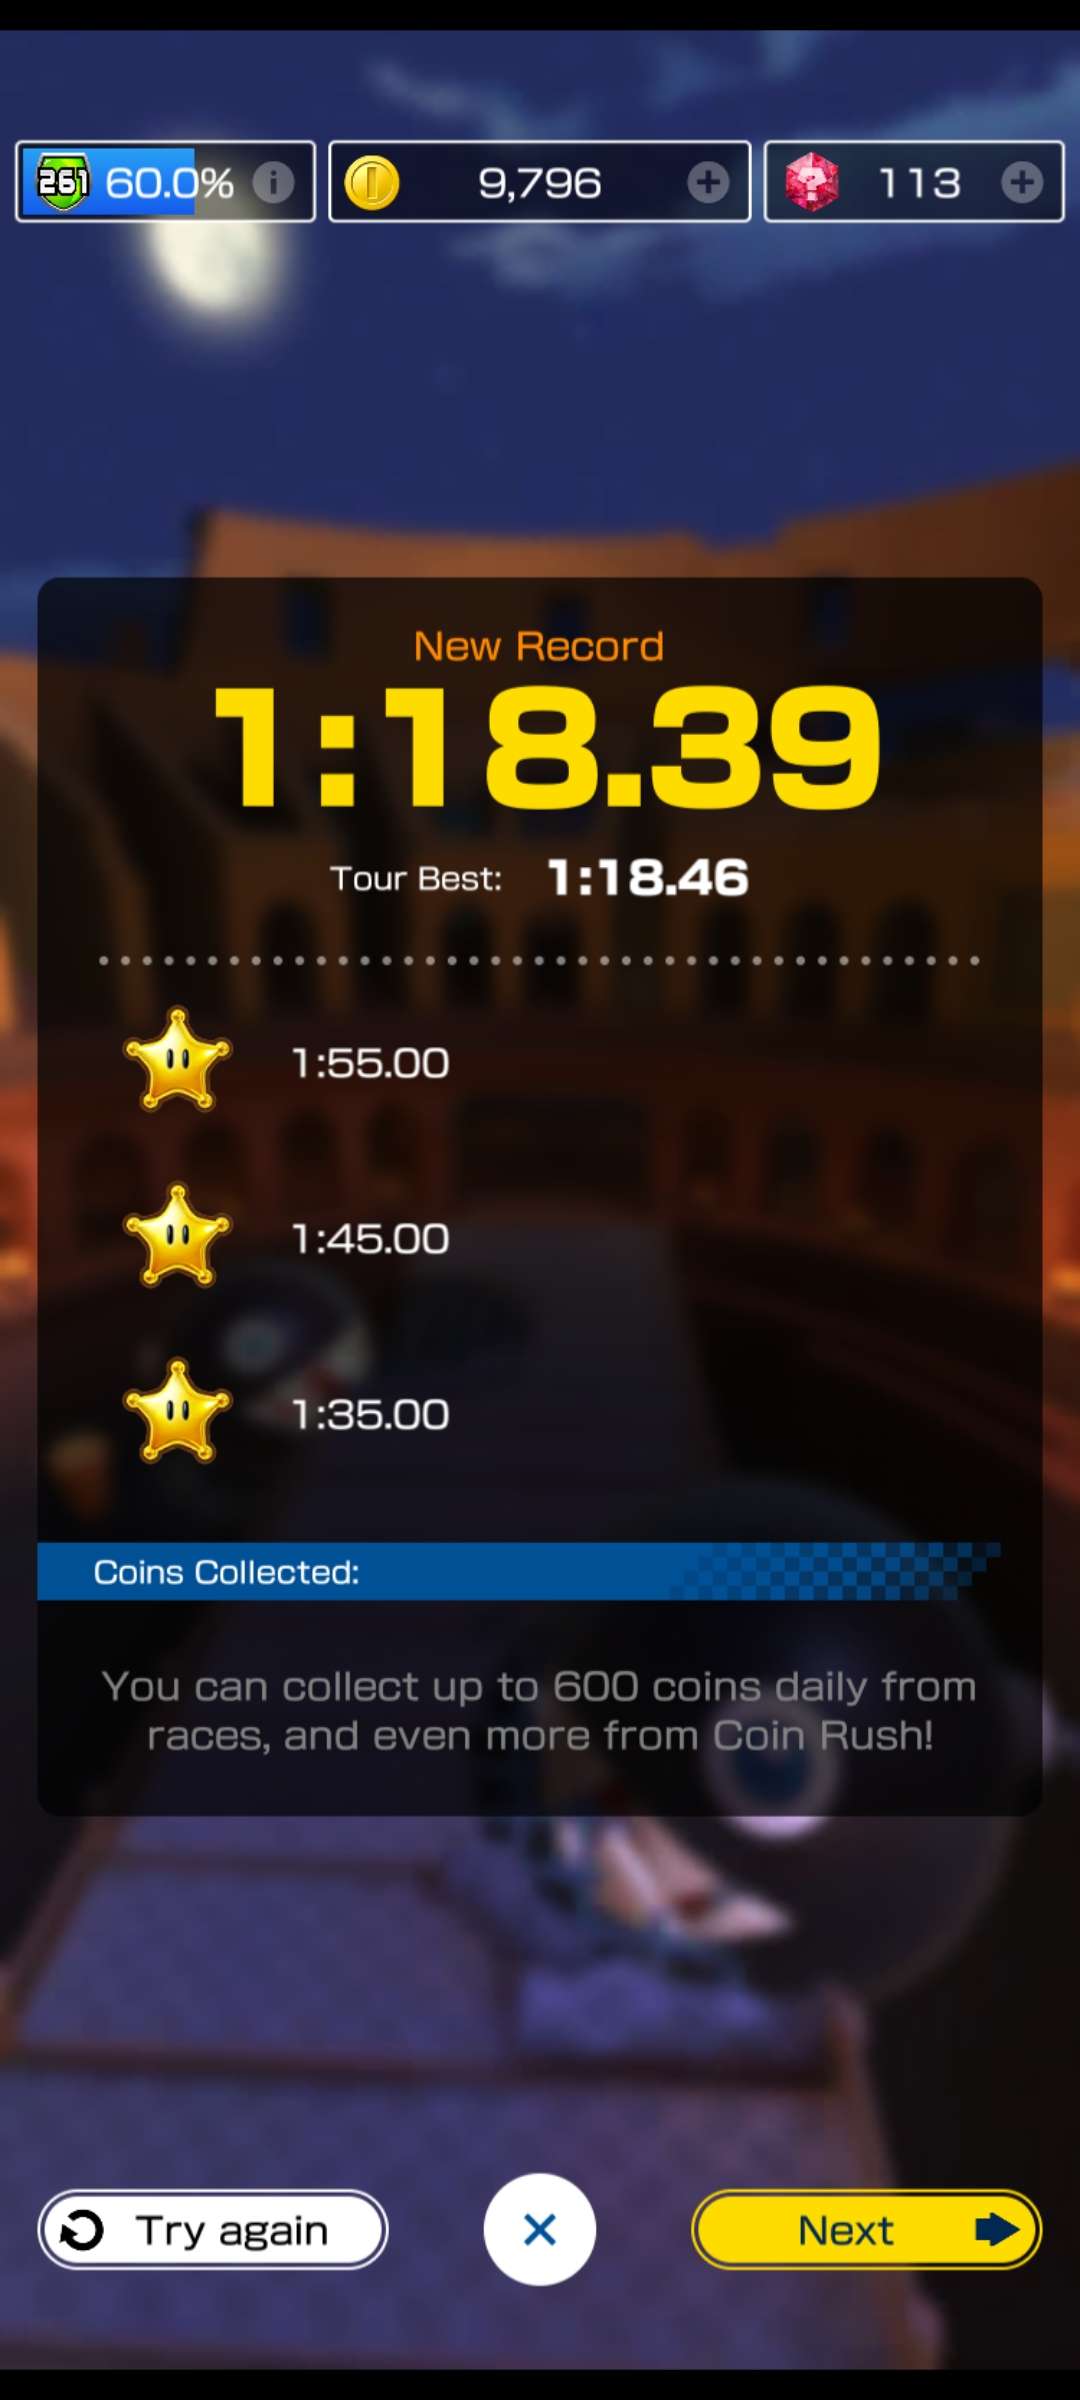 261 60.0% i 9,796 + ? 113 +
New Record
1:18.39
Tour Best: 1:18.46
1:55.00
1:45.00
1:35.00
Coins Collected:
You can collect up to 600 coins daily from
races, and even more from Coin Rush!
Try again × Next